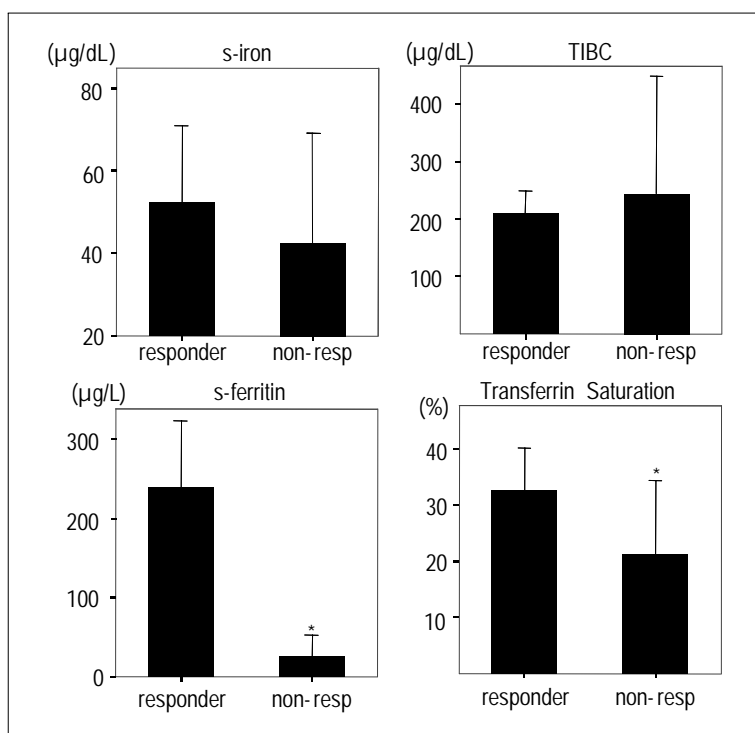 (µg/dL)
s-iron
80
60
40
20
responder
non-resp
(µg/dL)
TIBC
400
300
200
100
responder
non-resp
(µg/L)
s-ferritin
300
200
100
0
*
responder
non-resp
(%)
Transferrin Saturation
40
30
20
10
*
responder
non-resp